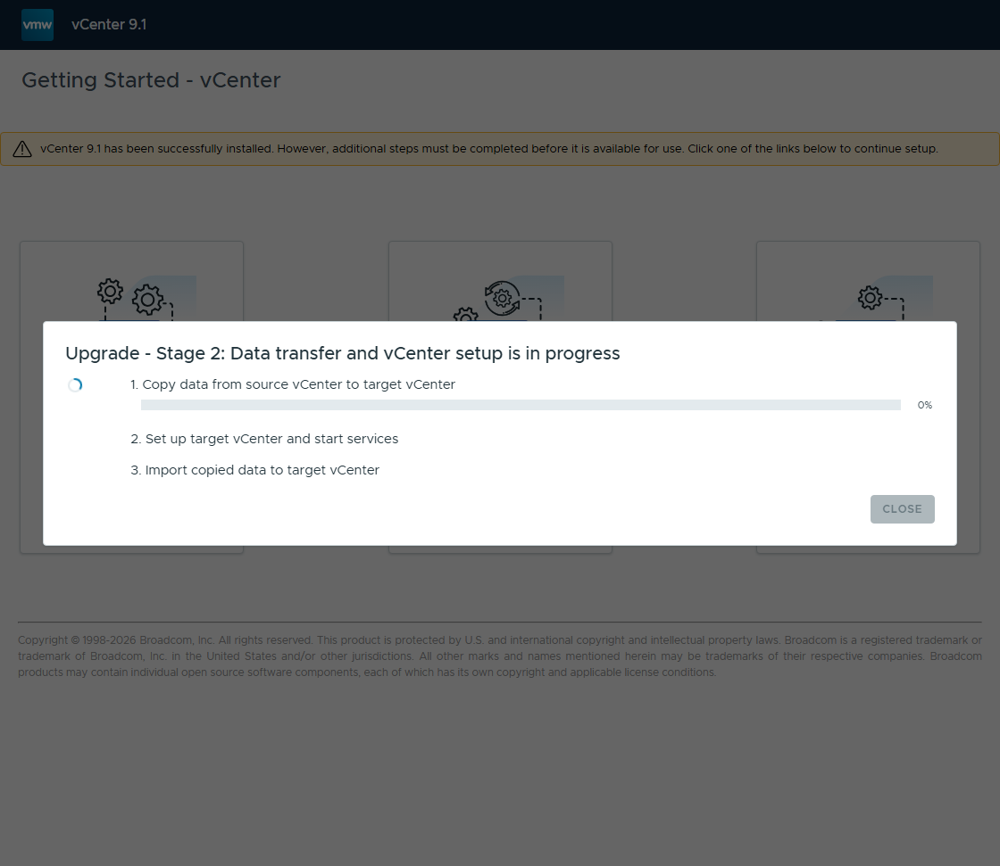 vmw
vCenter 9.1
Getting Started - vCenter
vCenter 9.1 has been successfully installed. However, additional steps must be completed before it is available for use. Click one of the links below to continue setup.
Upgrade - Stage 2: Data transfer and vCenter setup is in progress
1. Copy data from source vCenter to target vCenter
0%
2. Set up target vCenter and start services
3. Import copied data to target vCenter
CLOSE
Copyright © 1998-2026 Broadcom, Inc. All rights reserved. This product is protected by U.S. and international copyright and intellectual property laws. Broadcom is a registered trademark or
trademark of Broadcom, Inc. in the United States and/or other jurisdictions. All other marks and names mentioned herein may be trademarks of their respective companies. Broadcom
products may contain individual open source software components, each of which has its own copyright and applicable license conditions.